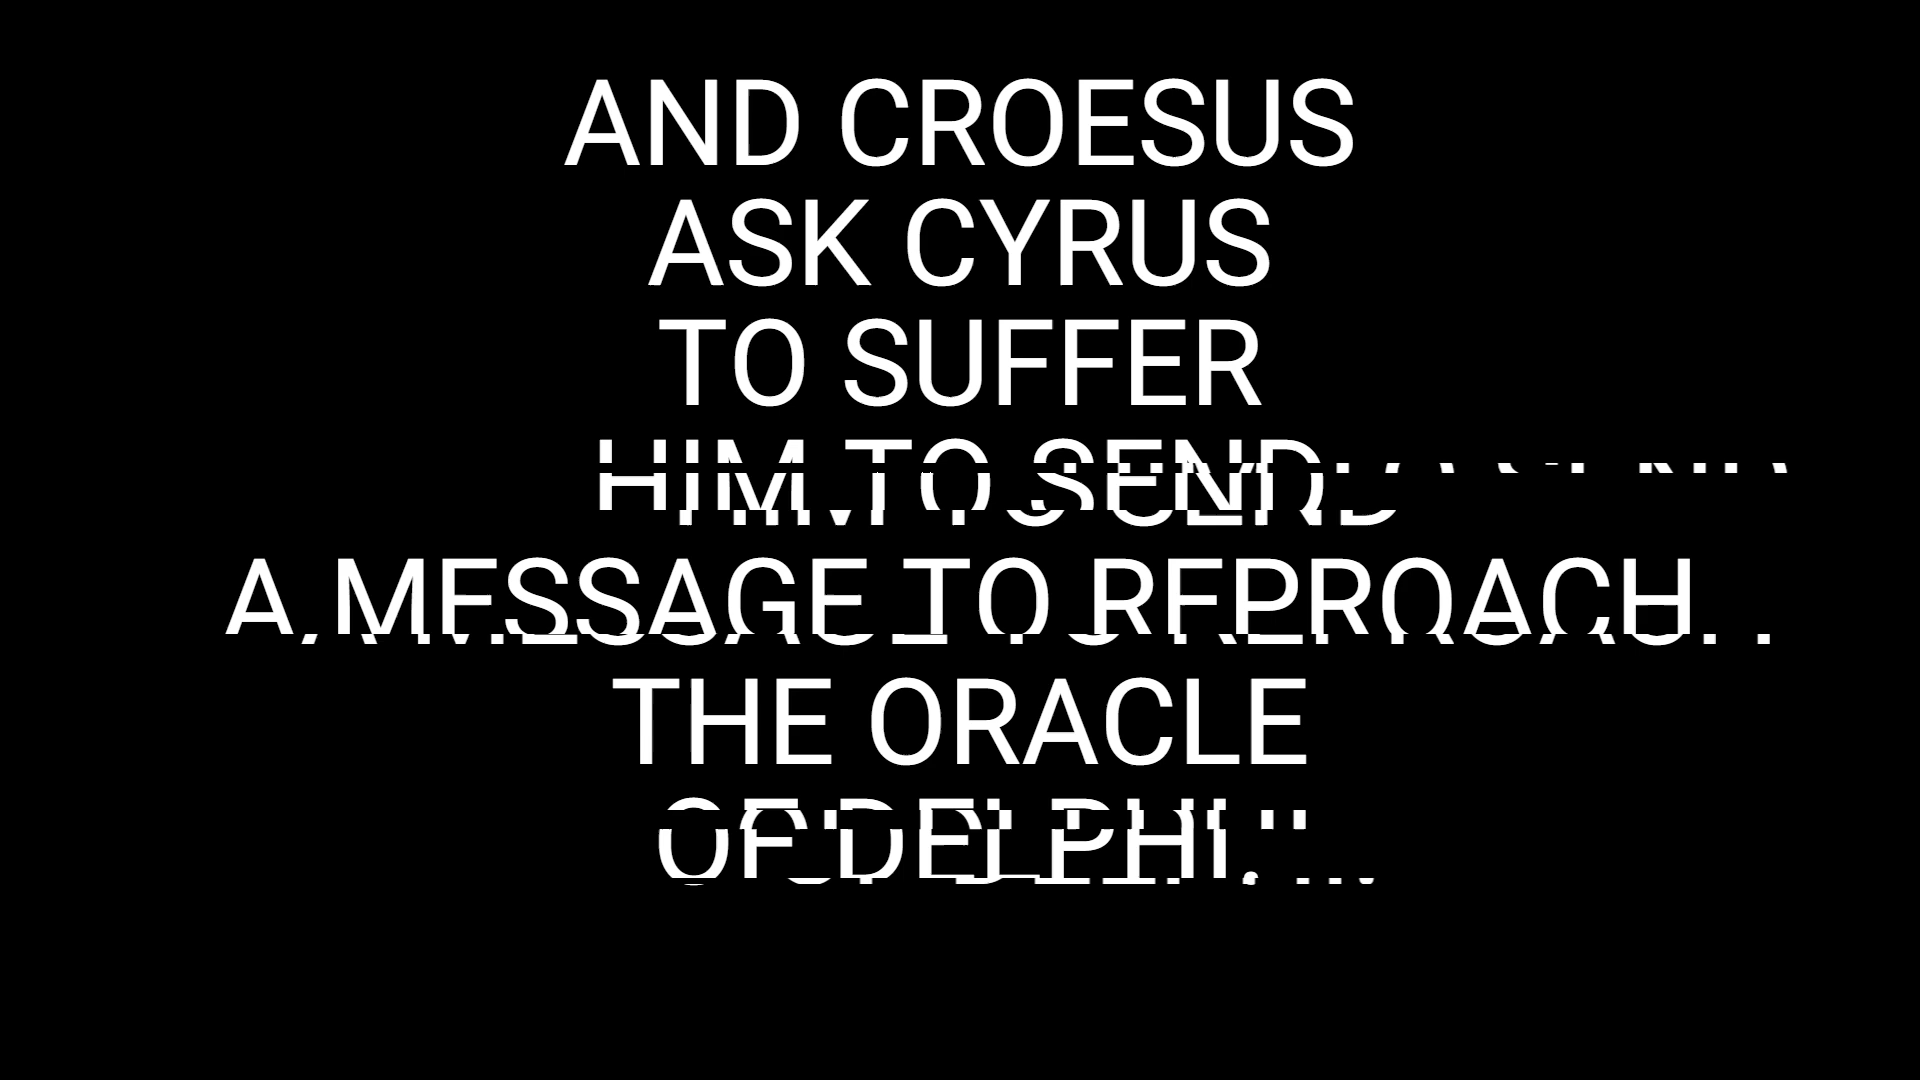 AND CROESUS
ASK CYRUS
TO SUFFER
HIM TO SEND
A MESSAGE TO REPROACH
THE ORACLE
OF DELPHI.